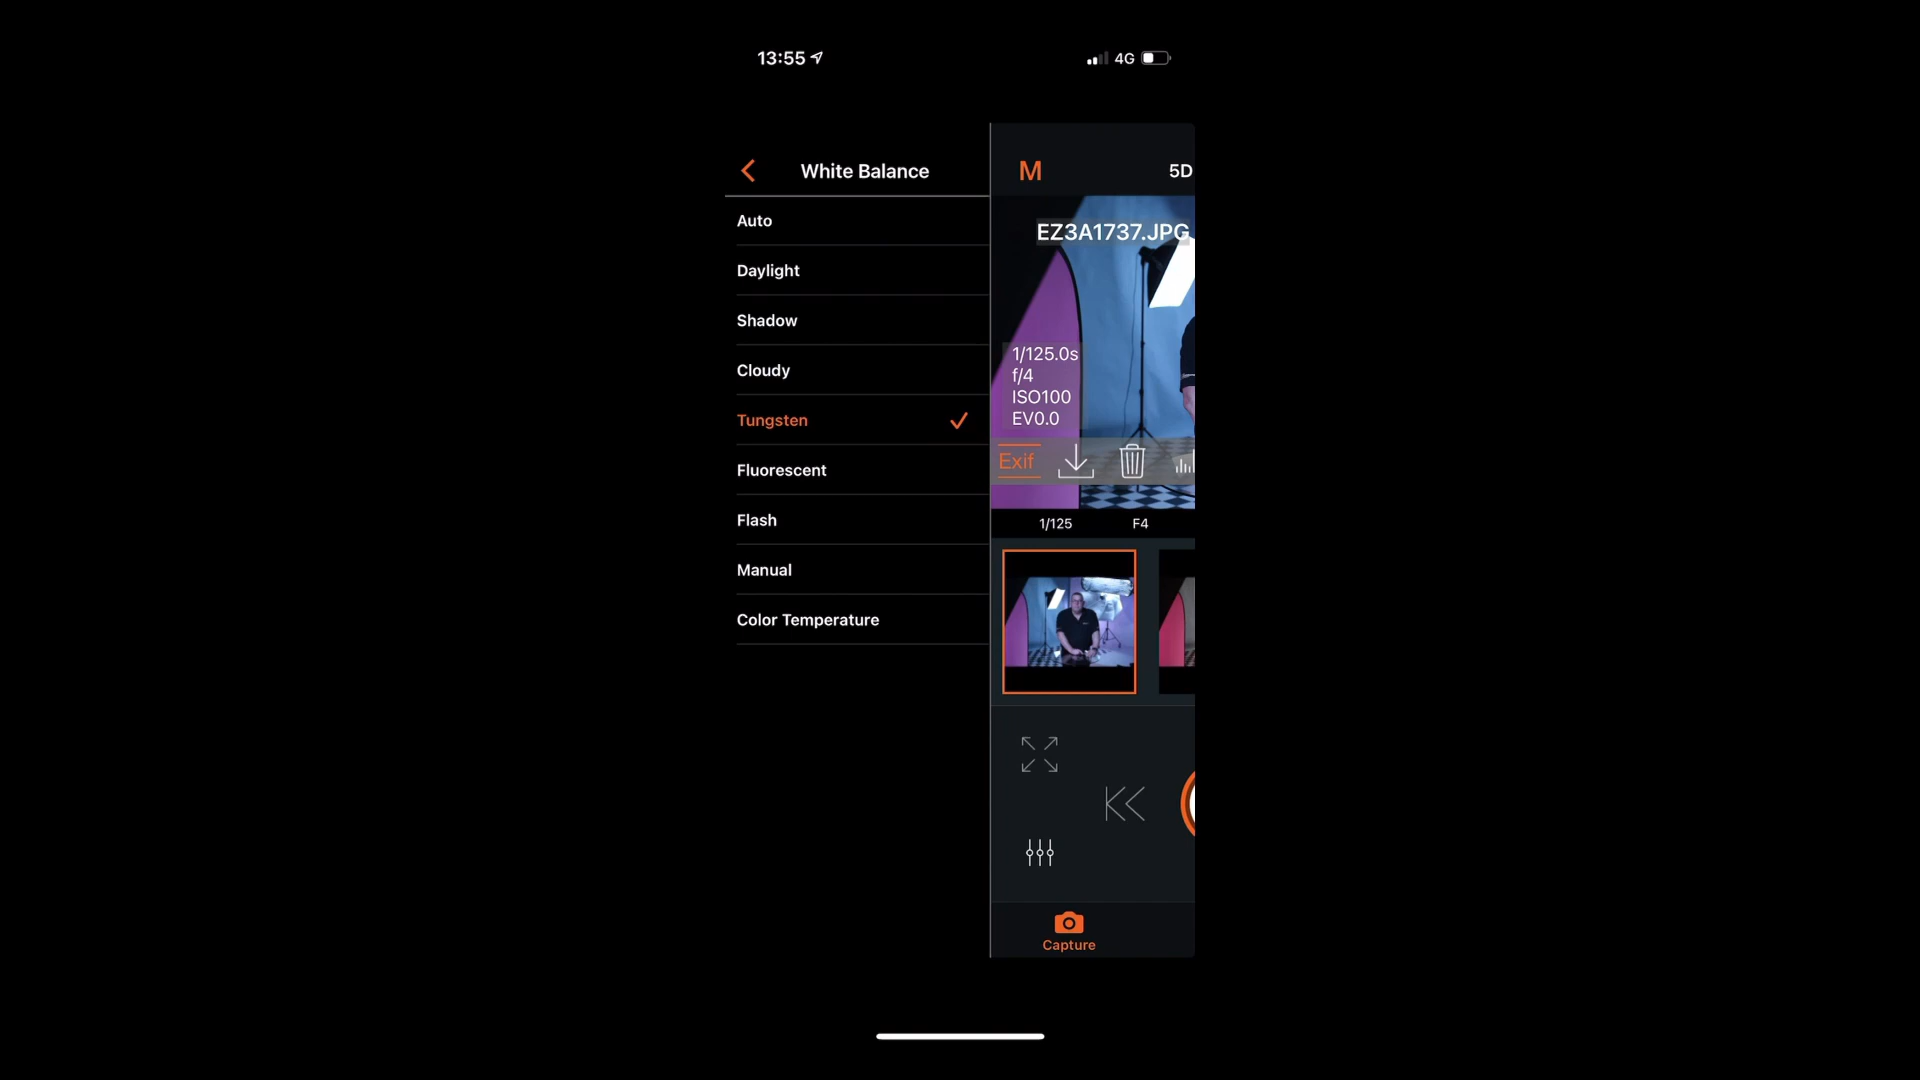 13:55
4G
White Balance
Auto
Daylight
Shadow
Cloudy
Tungsten
Fluorescent
Flash
Manual
Color Temperature
M
5D
EZ3A1737.JPG
1/125.0s
f/4
ISO100
EV0.0
Exif
1/125
F4
Capture